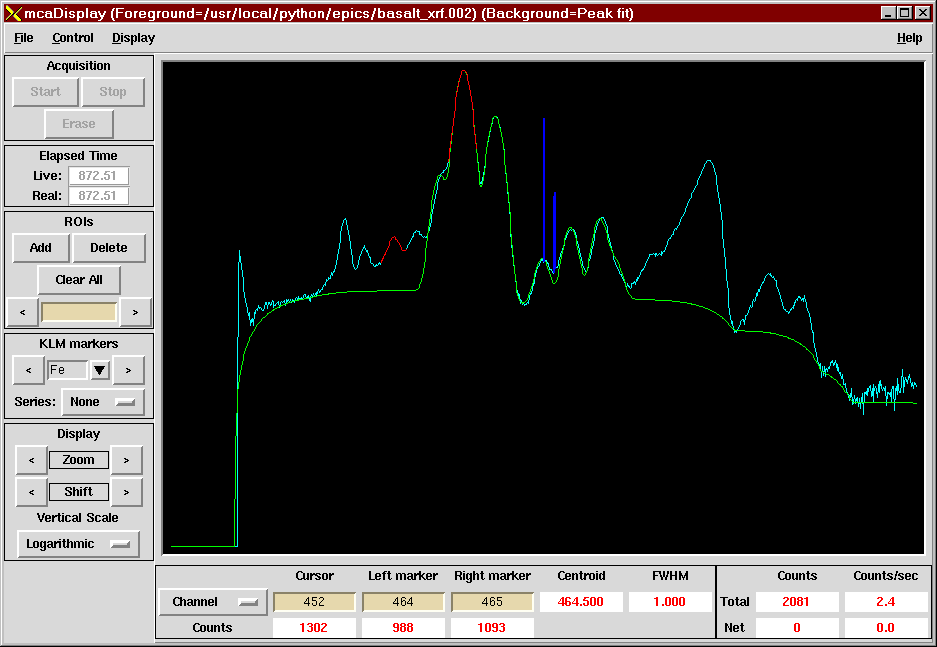 mcaDisplay (Foreground=/usr/local/python/epics/basalt_xrf.002) (Background=Peak fit)
File Control Display Help
Acquisition
Start Stop
Erase
Elapsed Time
Live: 872.51
Real: 872.51
ROIs
Add Delete
Clear All
< >
KLM markers
< Fe >
Series: None
Display
< Zoom >
< Shift >
Vertical Scale
Logarithmic
Cursor Left marker Right marker Centroid FWHM Counts Counts/sec
Channel 452 464 465 464.500 1.000 Total 2081 2.4
Counts 1302 988 1093 Net 0 0.0